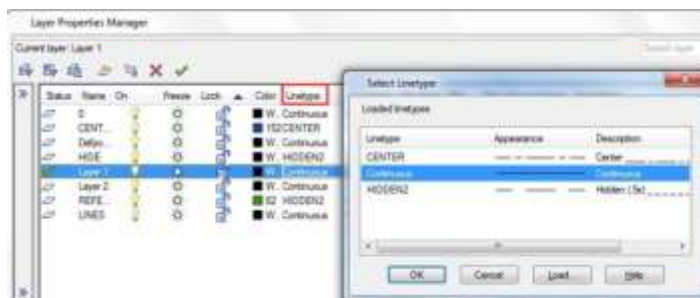 Layer Properties Manager
Current layer: Layer 1
Status Name On Freeze Lock Color Linetype
0 W.. Continuous
CENT... 152 CENTER
Defpo... W.. Continuous
HIDE W.. HIDDEN2
Layer 1 W.. Continuous
Layer 2 W.. Continuous
REFE... 62 HIDDEN2
LINES W.. Continuous
Select Linetype
Loaded linetypes
Linetype Appearance Description
CENTER Center
Continuous Continuous
HIDDEN2 Hidden (.5x)
OK Cancel Load... Help